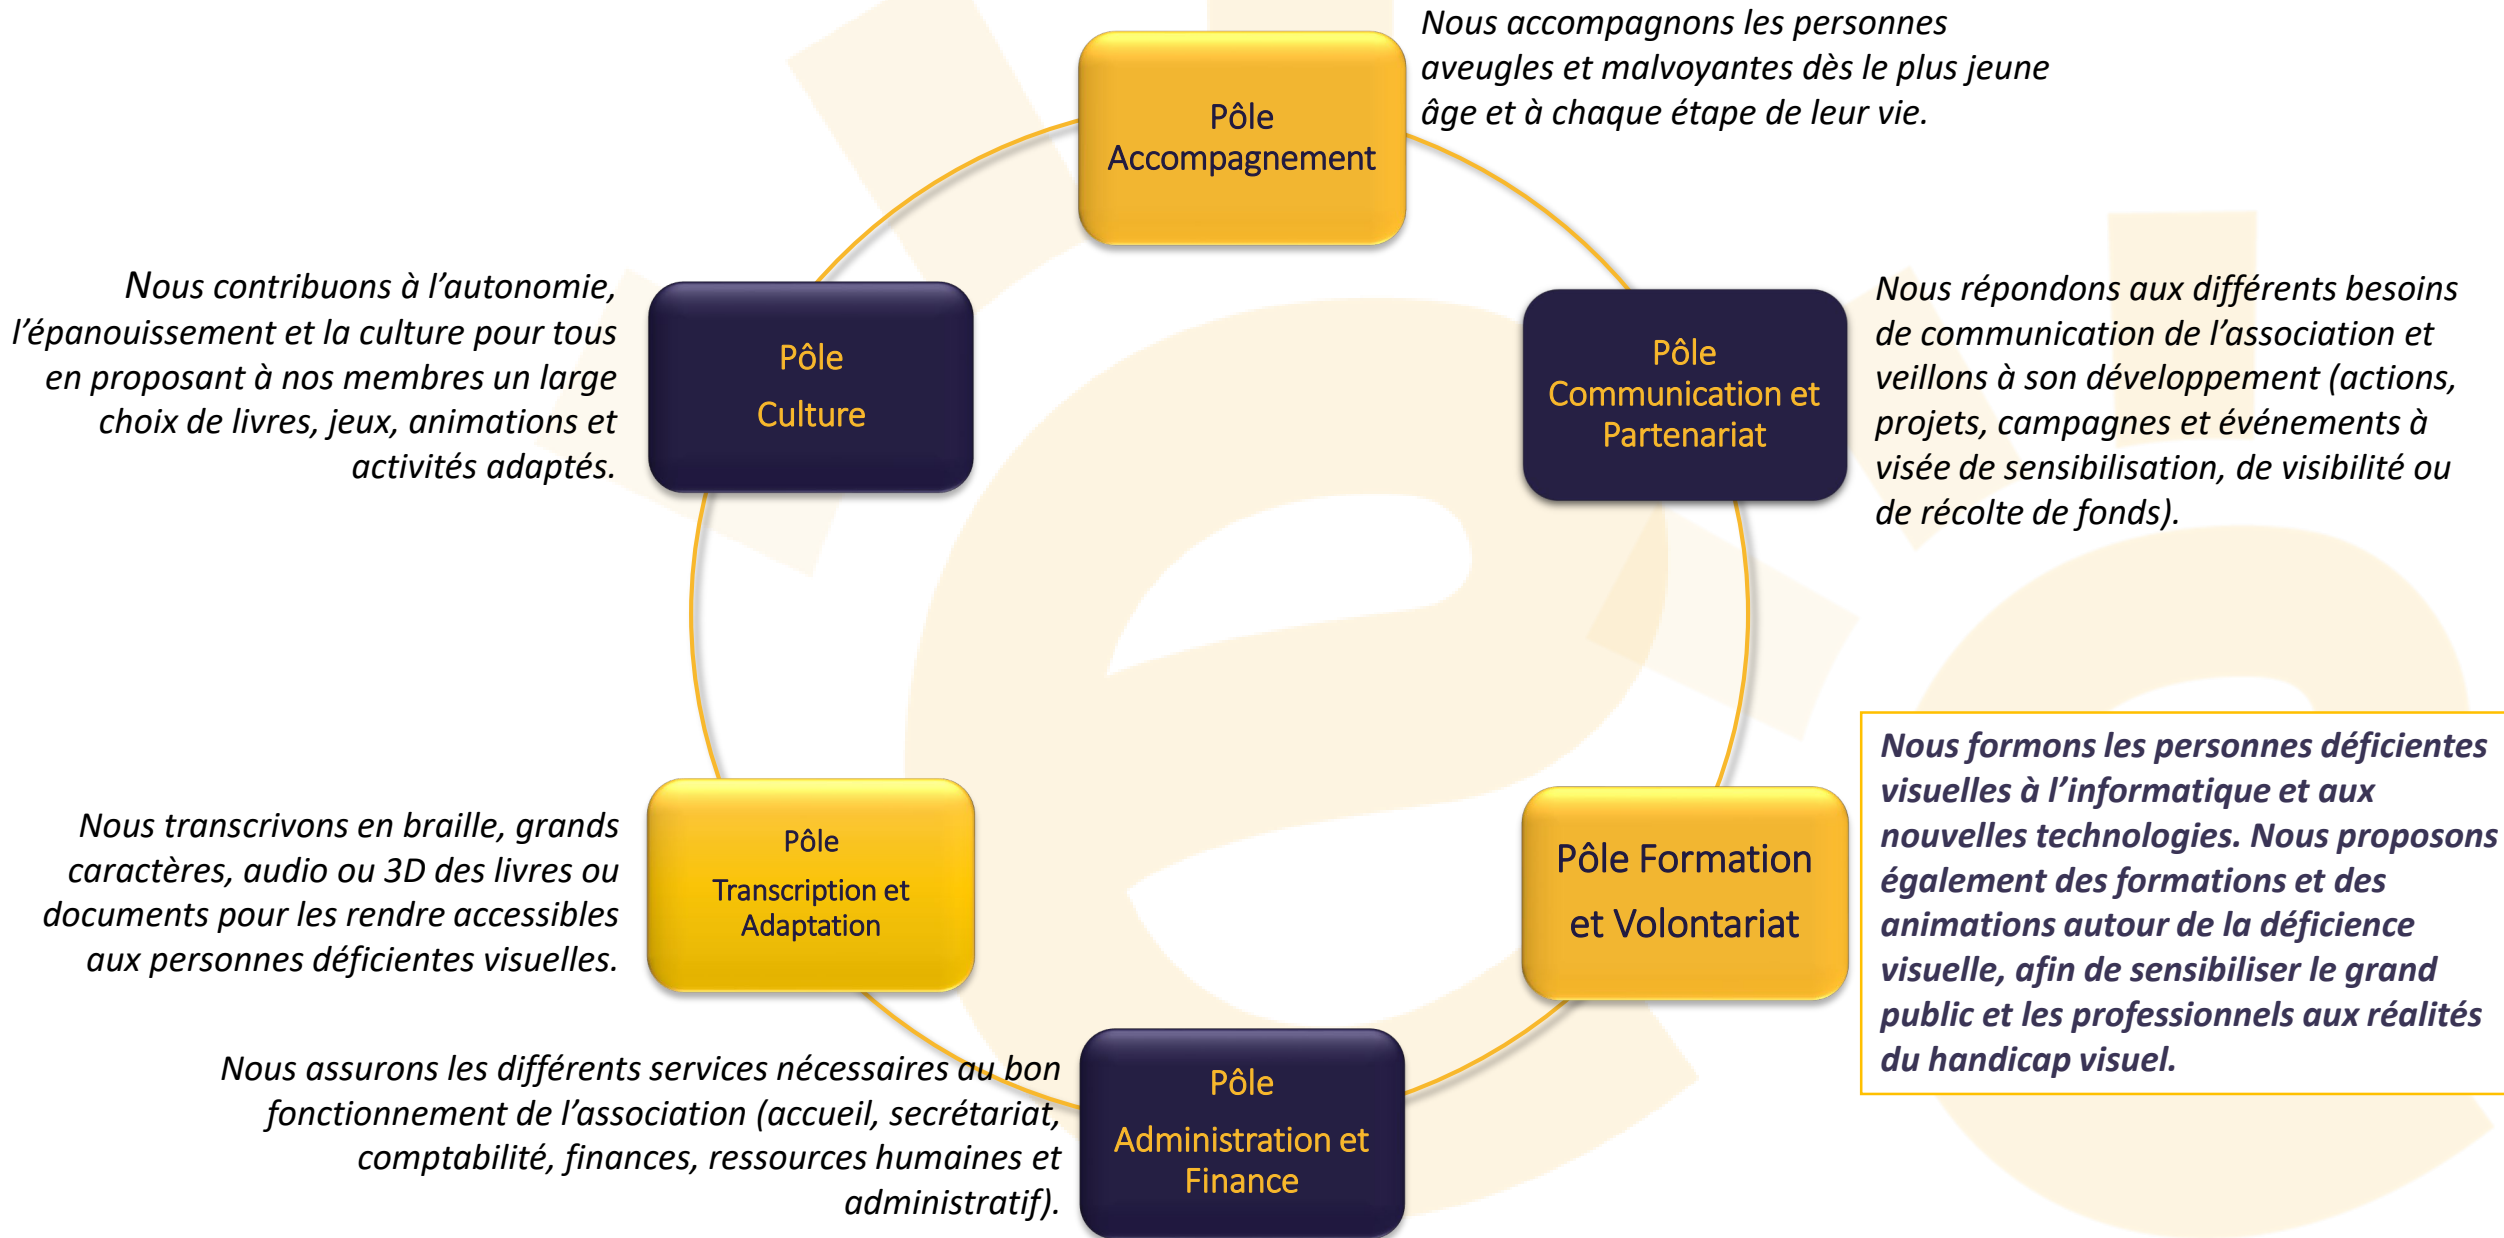 Nous accompagnons les personnes
aveugles et malvoyantes dès le plus jeune
âge et à chaque étape de leur vie.
Pôle
Accompagnement
Nous contribuons à l’autonomie,
l’épanouissement et la culture pour tous
en proposant à nos membres un large
choix de livres, jeux, animations et
activités adaptés.
Pôle
Culture
Pôle
Communication et
Partenariat
Nous répondons aux différents besoins
de communication de l’association et
veillons à son développement (actions,
projets, campagnes et événements à
visée de sensibilisation, de visibilité ou
de récolte de fonds).
Nous transcrivons en braille, grands
caractères, audio ou 3D des livres ou
documents pour les rendre accessibles
aux personnes déficientes visuelles.
Pôle
Transcription et
Adaptation
Pôle Formation
et Volontariat
Nous formons les personnes déficientes
visuelles à l’informatique et aux
nouvelles technologies. Nous proposons
également des formations et des
animations autour de la déficience
visuelle, afin de sensibiliser le grand
public et les professionnels aux réalités
du handicap visuel.
Nous assurons les différents services nécessaires au bon
fonctionnement de l’association (accueil, secrétariat,
comptabilité, finances, ressources humaines et
administratif).
Pôle
Administration et
Finance